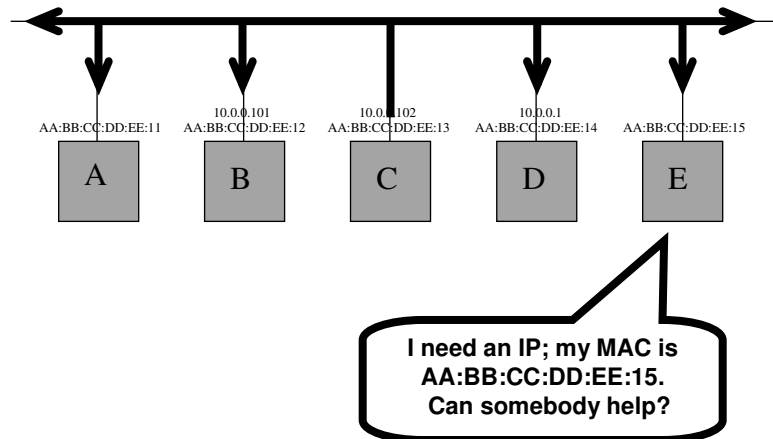 10.0.0.101 10.0.0.102 10.0.0.1
AA:BB:CC:DD:EE:11 AA:BB:CC:DD:EE:12 AA:BB:CC:DD:EE:13 AA:BB:CC:DD:EE:14 AA:BB:CC:DD:EE:15
A B C D E
I need an IP; my MAC is
AA:BB:CC:DD:EE:15.
Can somebody help?